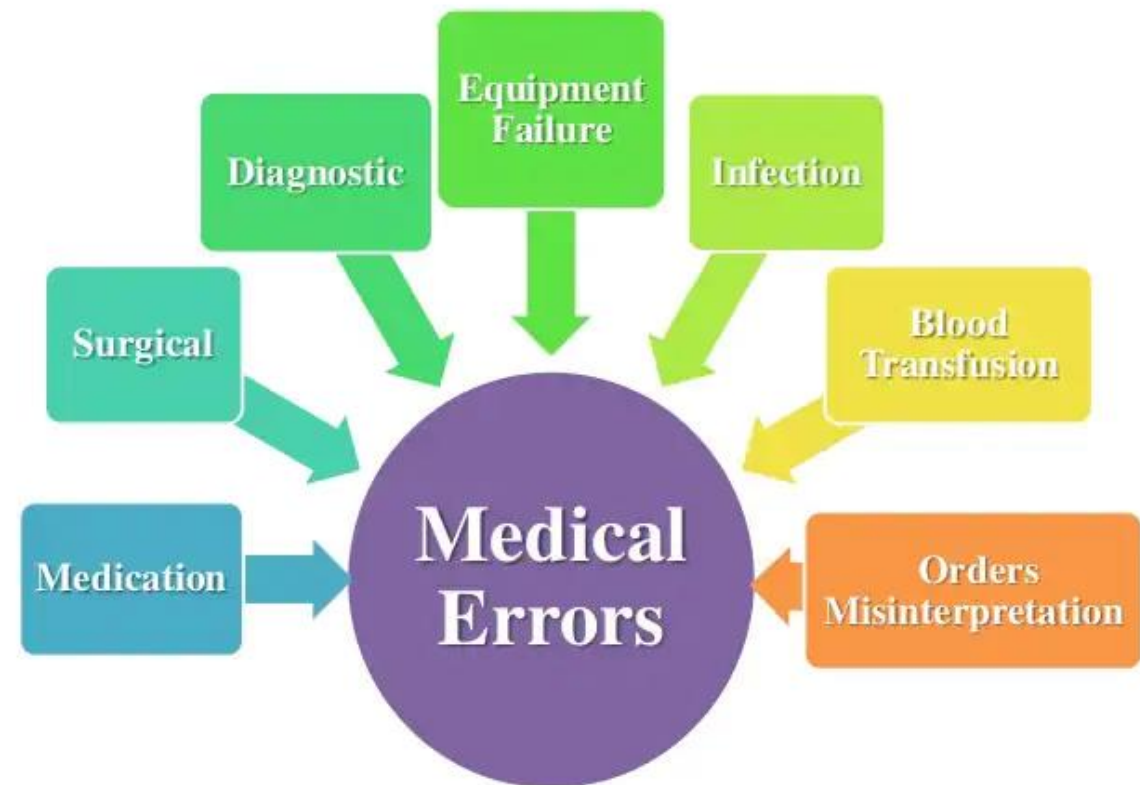 Equipment
Failure
Diagnostic
Infection
Surgical
Blood
Transfusion
Medication
Medical
Errors
Orders
Misinterpretation